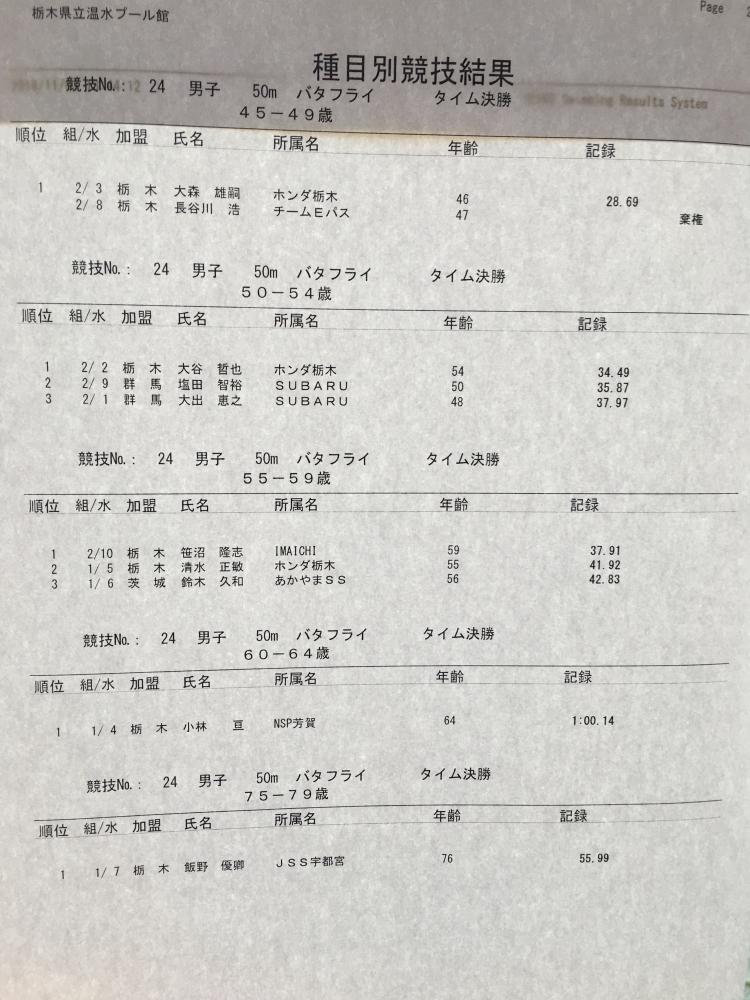 栃木県立温水プール館 Page
種目別競技結果
競技No.: 24 男子 50m バタフライ タイム決勝
45-49歳
順位 組/水 加盟 氏名 所属名 年齢 記録
1 2/ 3 栃 木 大森 雄嗣 ホンダ栃木 46 28.69
2/ 8 栃 木 長谷川 浩 チームEパス 47 棄権
競技No.: 24 男子 50m バタフライ タイム決勝
50-54歳
順位 組/水 加盟 氏名 所属名 年齢 記録
1 2/ 2 栃 木 大谷 哲也 ホンダ栃木 54 34.49
2 2/ 9 群 馬 塩田 智裕 SUBARU 50 35.87
3 2/ 1 群 馬 大出 恵之 SUBARU 48 37.97
競技No.: 24 男子 50m バタフライ タイム決勝
55-59歳
順位 組/水 加盟 氏名 所属名 年齢 記録
1 2/10 栃 木 笹沼 隆志 IMAICHI 59 37.91
2 1/ 5 栃 木 清水 正敏 ホンダ栃木 55 41.92
3 1/ 6 茨 城 鈴木 久和 あかやまSS 56 42.83
競技No.: 24 男子 50m バタフライ タイム決勝
60-64歳
順位 組/水 加盟 氏名 所属名 年齢 記録
1 1/ 4 栃 木 小林 亘 NSP芳賀 64 1:00.14
競技No.: 24 男子 50m バタフライ タイム決勝
75-79歳
順位 組/水 加盟 氏名 所属名 年齢 記録
1 1/ 7 栃 木 飯野 優卿 JSS宇都宮 76 55.99